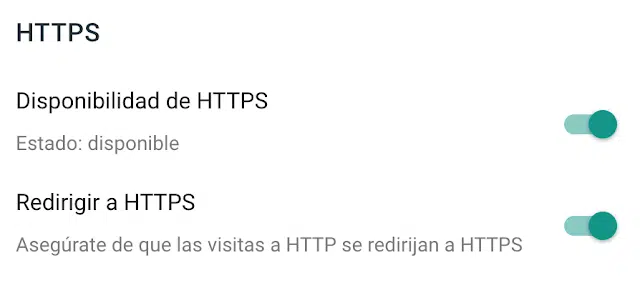 HTTPS
Disponibilidad de HTTPS
Estado: disponible
Redirigir a HTTPS
Asegúrate de que las visitas a HTTP se redirijan a HTTPS